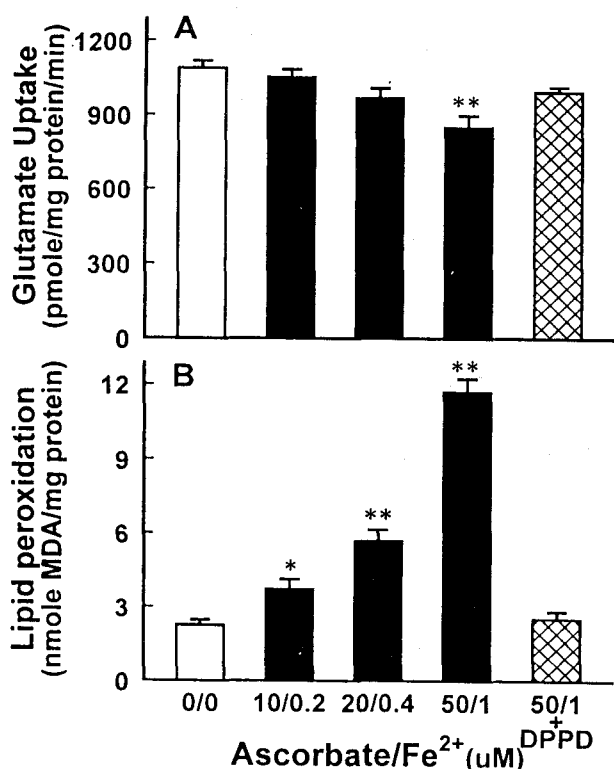 A
Glutamate Uptake
(pmole/mg protein/min)
1200
900
600
300
0
**
B
Lipid peroxidation
(nmole MDA/mg protein)
12
9
6
3
0
*
**
**
0/0
10/0.2
20/0.4
50/1
50/1
+
DPPD
Ascorbate/Fe²⁺(uM)